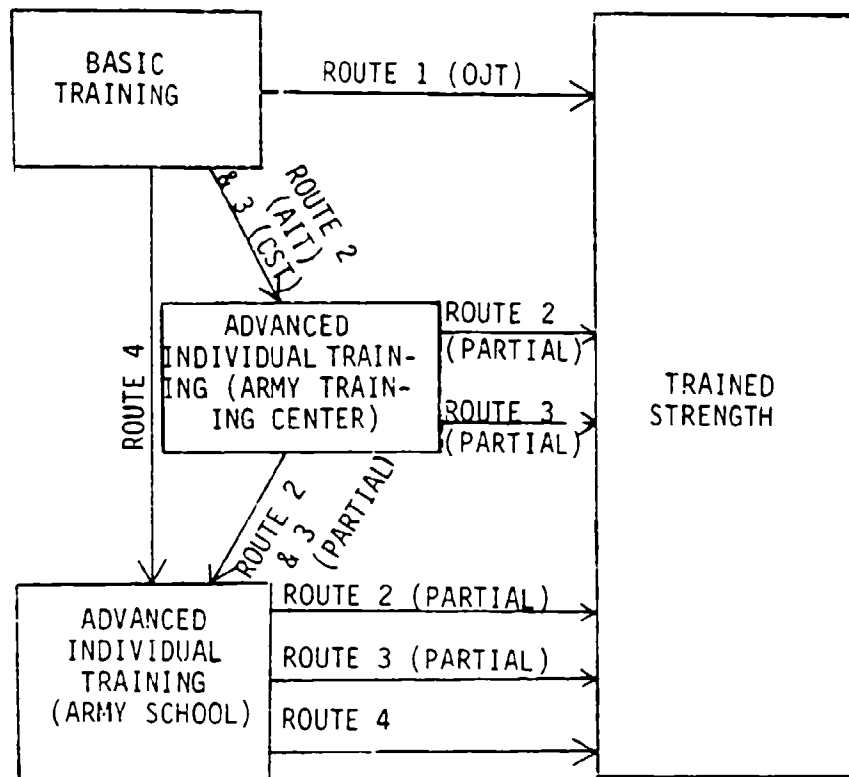 BASIC
TRAINING
ROUTE 1 (OJT)
ROUTE 2
(AIT)
& 3 (CST)
ROUTE 4
ADVANCED
INDIVIDUAL TRAIN-
ING (ARMY TRAIN-
ING CENTER)
ROUTE 2
(PARTIAL)
ROUTE 3
(PARTIAL)
TRAINED
STRENGTH
ROUTE 2
& 3
(PARTIAL)
ADVANCED
INDIVIDUAL
TRAINING
(ARMY SCHOOL)
ROUTE 2 (PARTIAL)
ROUTE 3 (PARTIAL)
ROUTE 4